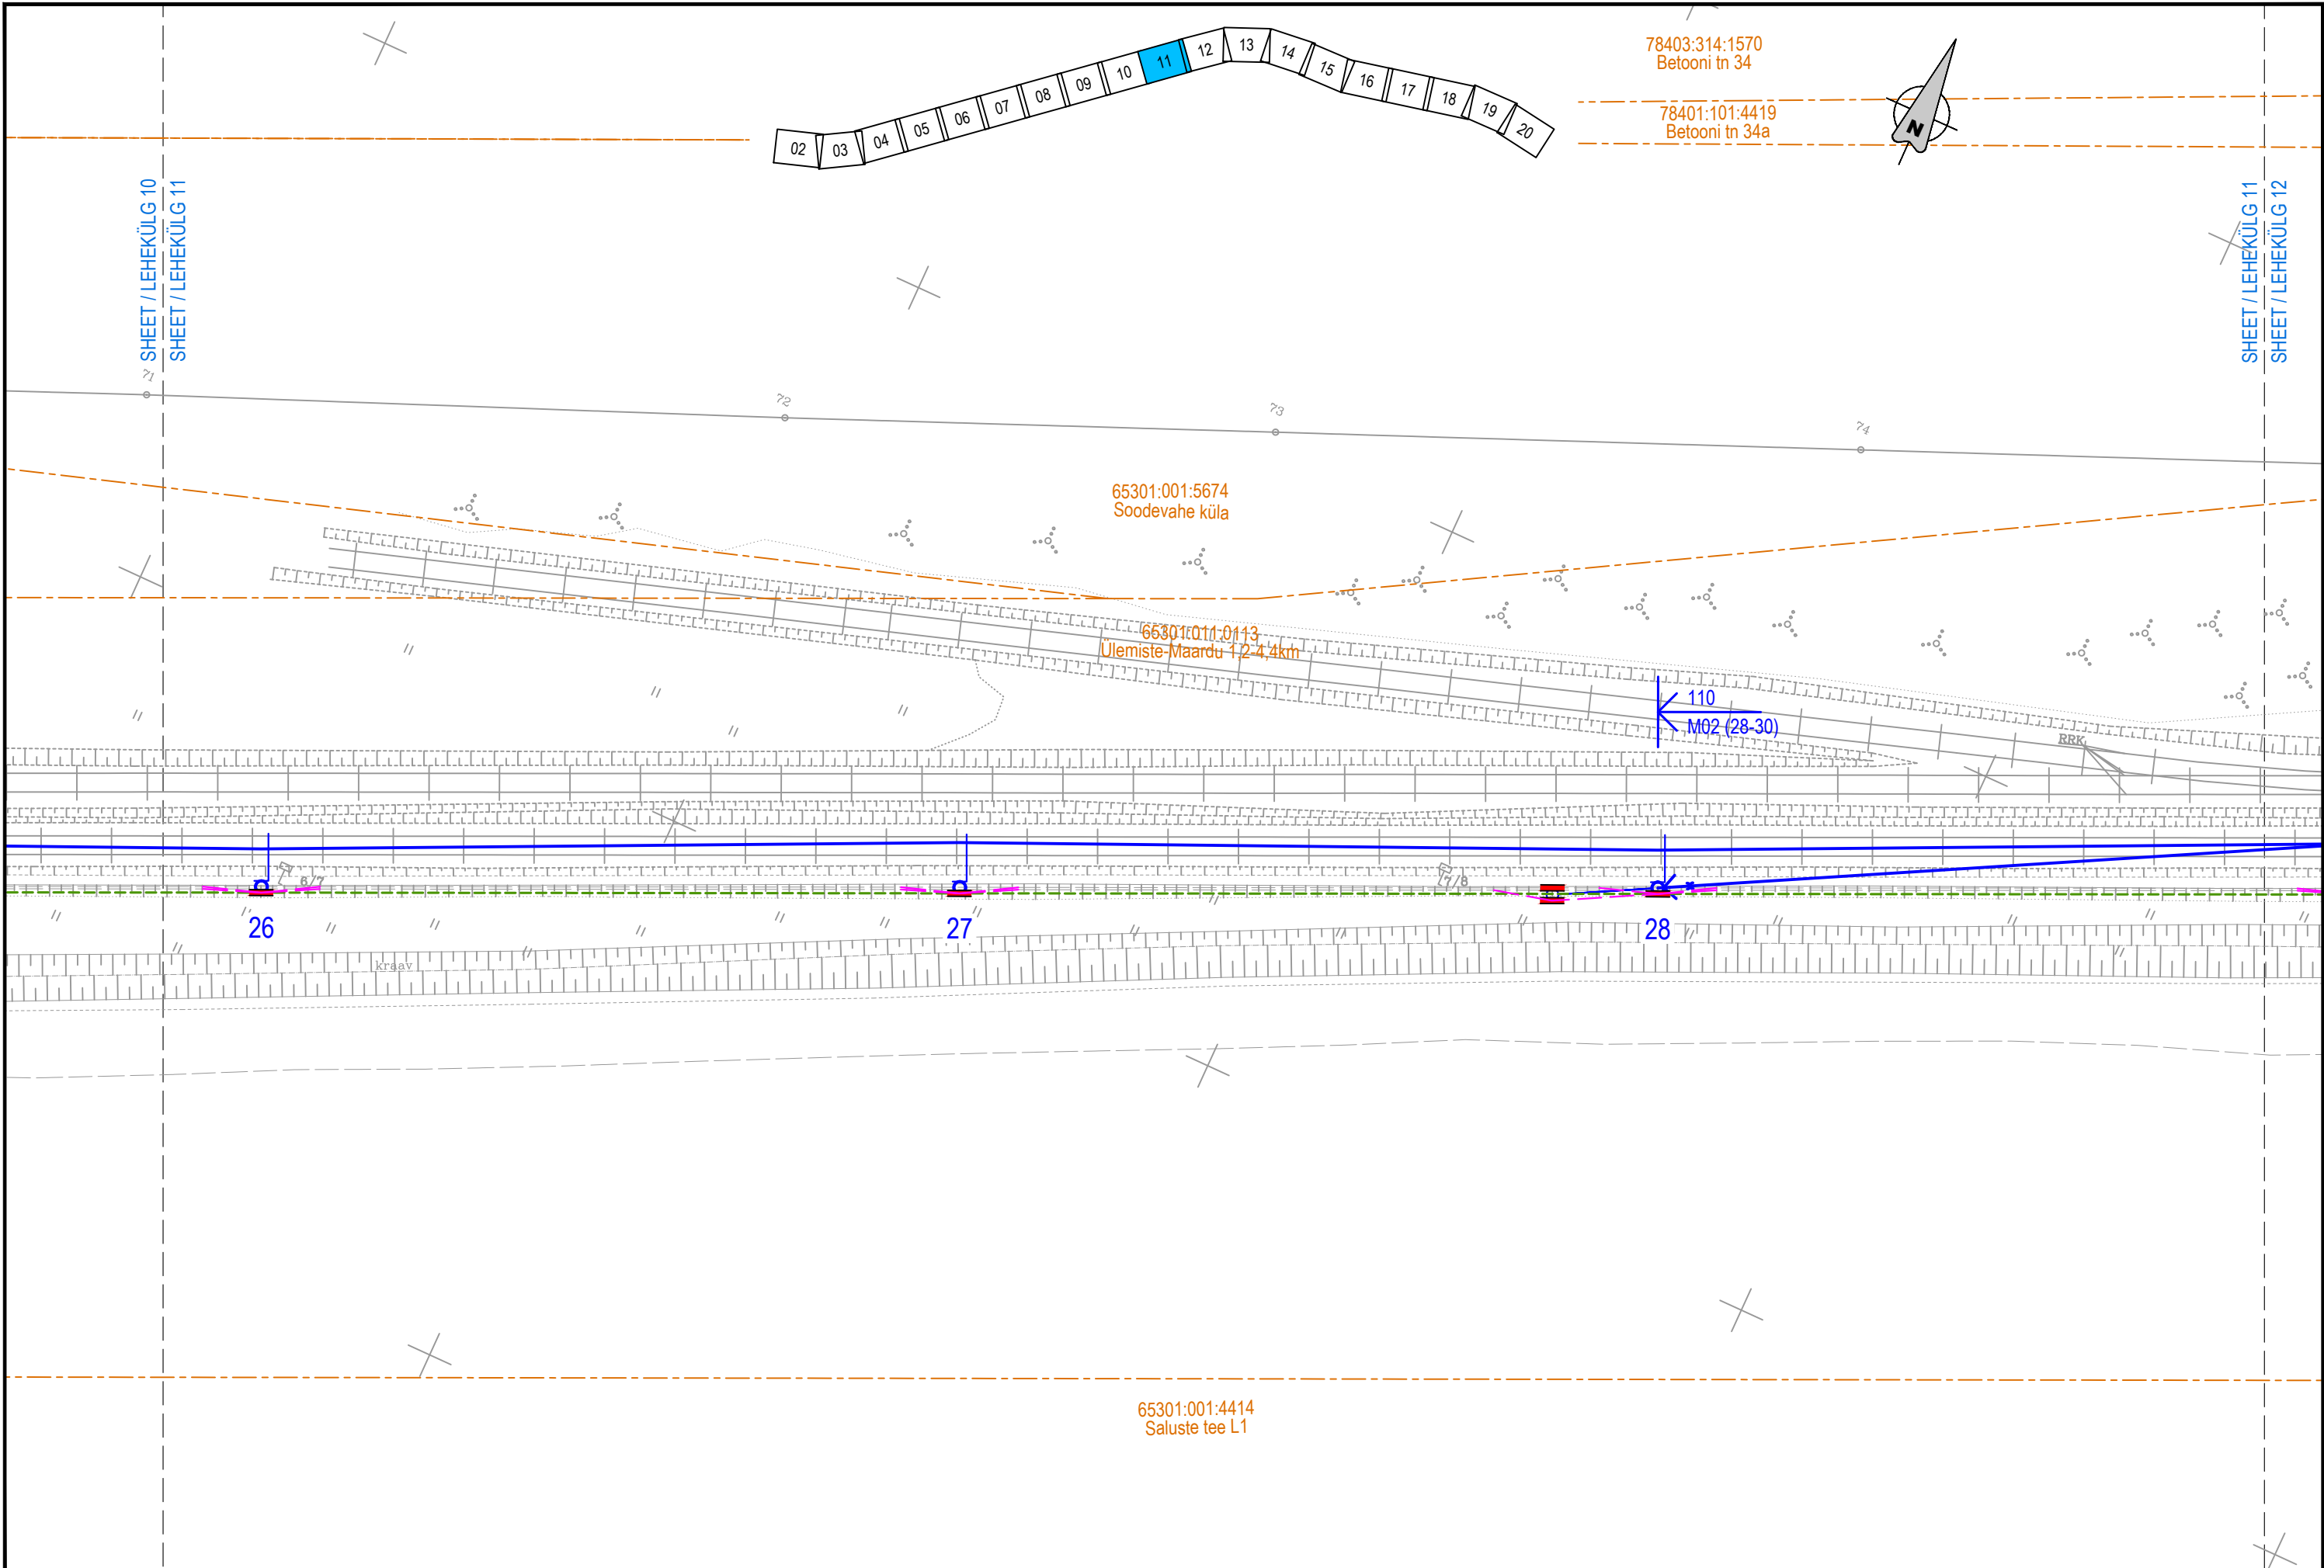 02
03
04
05
06
07
08
09
10
11
12
13
14
15
16
17
18
19
20
78403:314:1570
Betooni tn 34
78401:101:4419
Betooni tn 34a
N
SHEET / LEHEKÜLG 10
SHEET / LEHEKÜLG 11
SHEET / LEHEKÜLG 11
SHEET / LEHEKÜLG 12
71
72
73
74
65301:001:5674
Soodevahe küla
65301:011:0113
Ülemiste-Maardu 1,2-4,4km
110
M02 (28-30)
RRK
6/7
7/8
26
27
28
kraav
65301:001:4414
Saluste tee L1